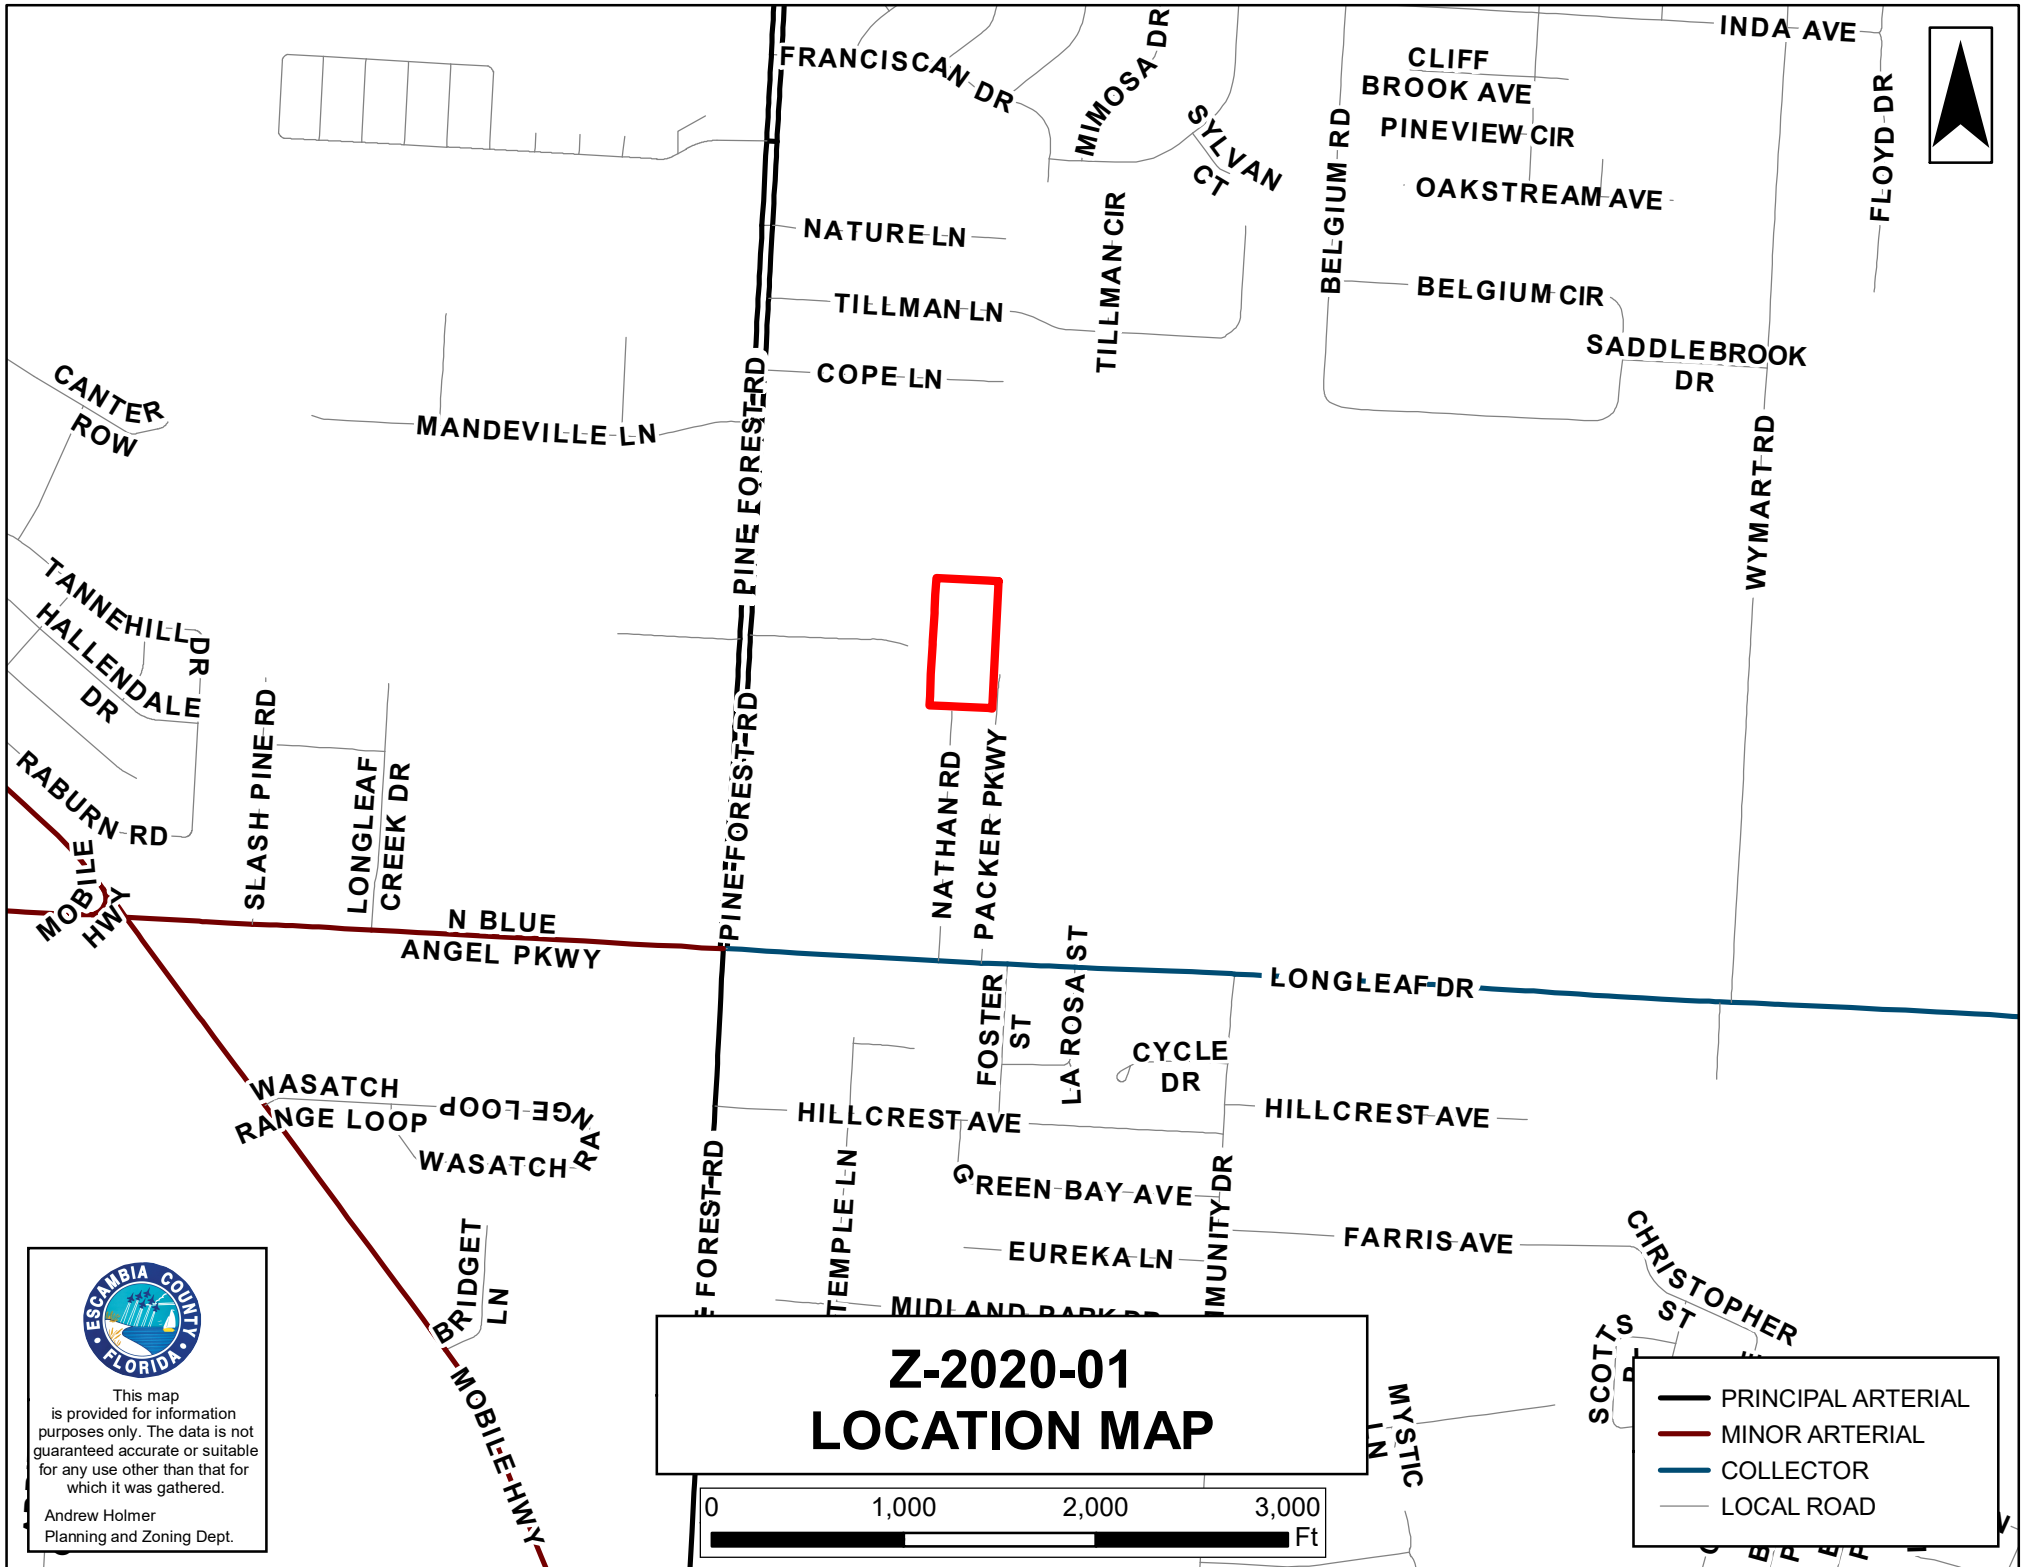 INDA AVE
FRANCISCAN DR
MIMOSA DR
CLIFF
BROOK AVE
PINEVIEW CIR
SYLVAN
CT
BELGIUM RD
OAKSTREAM AVE
FLOYD DR
NATURE LN
TILLMAN CIR
TILLMAN LN
BELGIUM CIR
SADDLEBROOK
DR
COPE LN
CANTER
ROW
MANDEVILLE LN
PINE FOREST RD
WYMART RD
TANNEHILL DR
HALLENDALE
DR
PINE FOREST RD
SLASH PINE RD
LONGLEAF
CREEK DR
NATHAN RD
PACKER PKWY
RABURN RD
MOBILE
HWY
N BLUE
ANGEL PKWY
LONGLEAF DR
FOSTER
ST
LA ROSA ST
CYCLE
DR
WASATCH
RANGE LOOP
WASATCH RANGE LOOP
HILLCREST AVE
HILLCREST AVE
FOREST RD
TEMPLE LN
GREEN BAY AVE
MUNITY DR
EUREKA LN
FARRIS AVE
CHRISTOPHER
ST
BRIDGET
LN
MIDLAND PARK DR
SCOTTS
MOBILE HWY
MYSTIC
LN
ESCAMBIA COUNTY
FLORIDA
This map
is provided for information
purposes only. The data is not
guaranteed accurate or suitable
for any use other than that for
which it was gathered.
Andrew Holmer
Planning and Zoning Dept.
Z-2020-01
LOCATION MAP
0 1,000 2,000 3,000
Ft
PRINCIPAL ARTERIAL
MINOR ARTERIAL
COLLECTOR
LOCAL ROAD